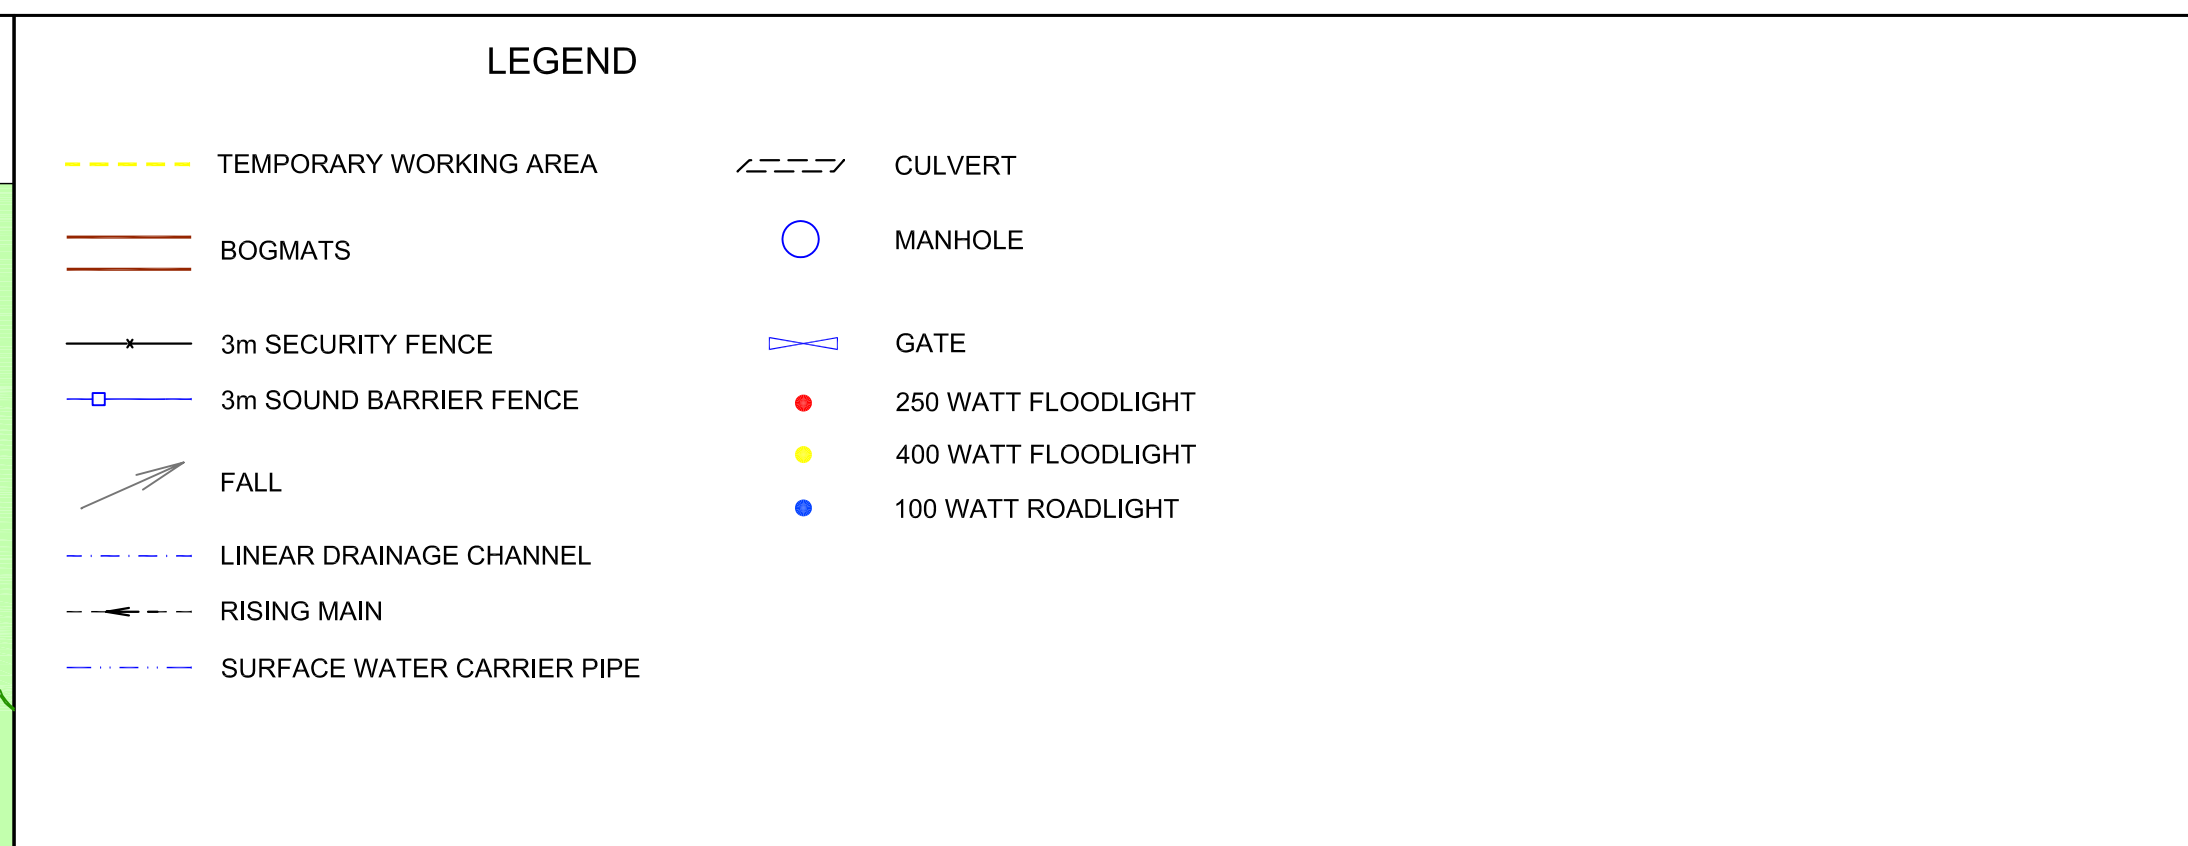 LEGEND
TEMPORARY WORKING AREA
BOGMATS
3m SECURITY FENCE
3m SOUND BARRIER FENCE
FALL
LINEAR DRAINAGE CHANNEL
RISING MAIN
SURFACE WATER CARRIER PIPE
CULVERT
MANHOLE
GATE
250 WATT FLOODLIGHT
400 WATT FLOODLIGHT
100 WATT ROADLIGHT